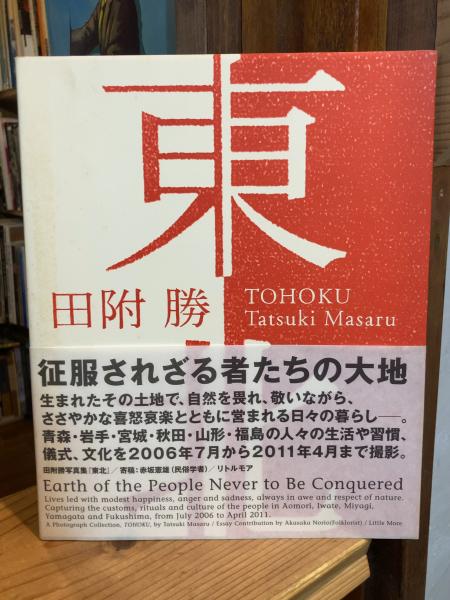 東
田附 勝
TOHOKU
Tatsuki Masaru
征服されざる者たちの大地
生まれたその土地で、自然を畏れ、敬いながら、
ささやかな喜怒哀楽とともに営まれる日々の暮らし──。
青森・岩手・宮城・秋田・山形・福島の人々の生活や習慣、
儀式、文化を2006年7月から2011年4月まで撮影。
田附勝写真集『東北』／寄稿：赤坂憲雄（民俗学者）／リトルモア
Earth of the People Never to Be Conquered
Lives led with modest happiness, anger and sadness, always in awe and respect of nature.
Capturing the customs, rituals and culture of the people in Aomori, Iwate, Miyagi,
Yamagata and Fukushima, from July 2006 to April 2011.
A Photograph Collection, TOHOKU, by Tatsuki Masaru / Essay Contribution by Akasaka Norio(folklorist) / Little More